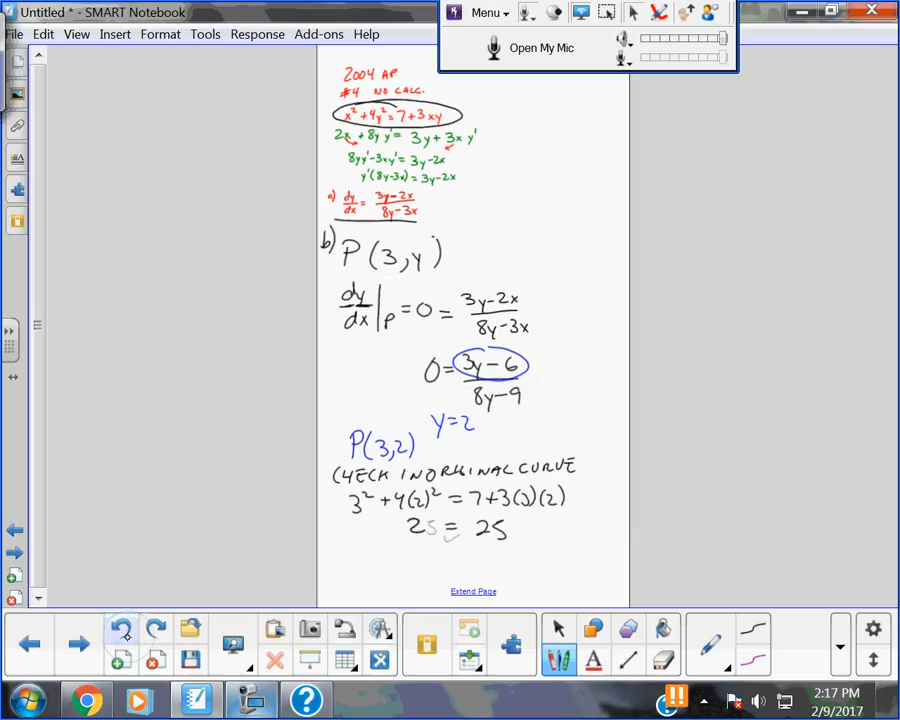 Untitled * - SMART Notebook
Menu
Open My Mic
File Edit View Insert Format Tools Response Add-ons Help
2004 AP
#4 NO CALC.
x² + 4y² = 7 + 3xy
2x + 8y y' = 3y + 3x y'
8yy' - 3xy' = 3y - 2x
y'(8y-3x) = 3y - 2x
a) dy/dx = (3y-2x)/(8y-3x)
b) P(3,y)
dy/dx |P = 0 = (3y-2x)/(8y-3x)
0 = (3y-6)/(8y-9)
y=2
P(3,2)
CHECK IN ORGINAL CURVE
3² + 4(2)² = 7+3(3)(2)
25 = 25
Extend Page
2:17 PM
2/9/2017